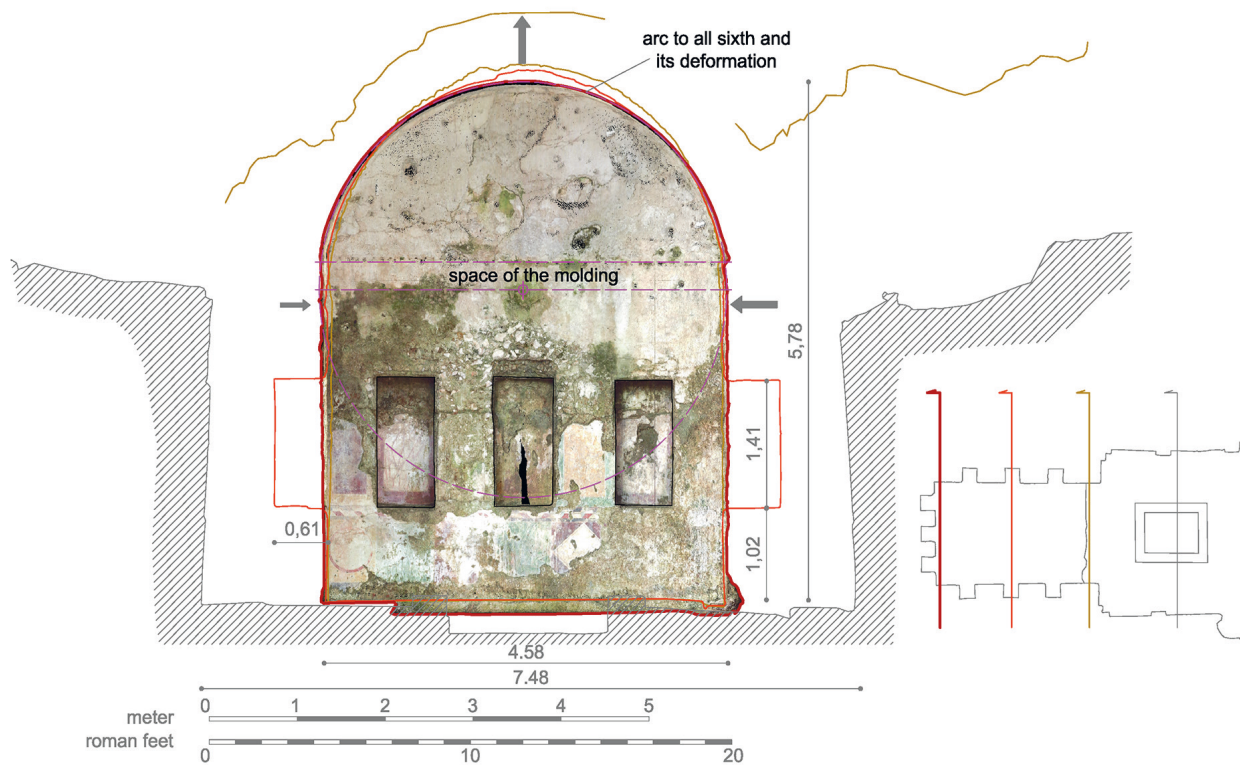 arc to all sixth and
its deformation
space of the molding
5,78
1,41
0,61
1,02
4.58
7.48
meter
0 1 2 3 4 5
roman feet
0 10 20